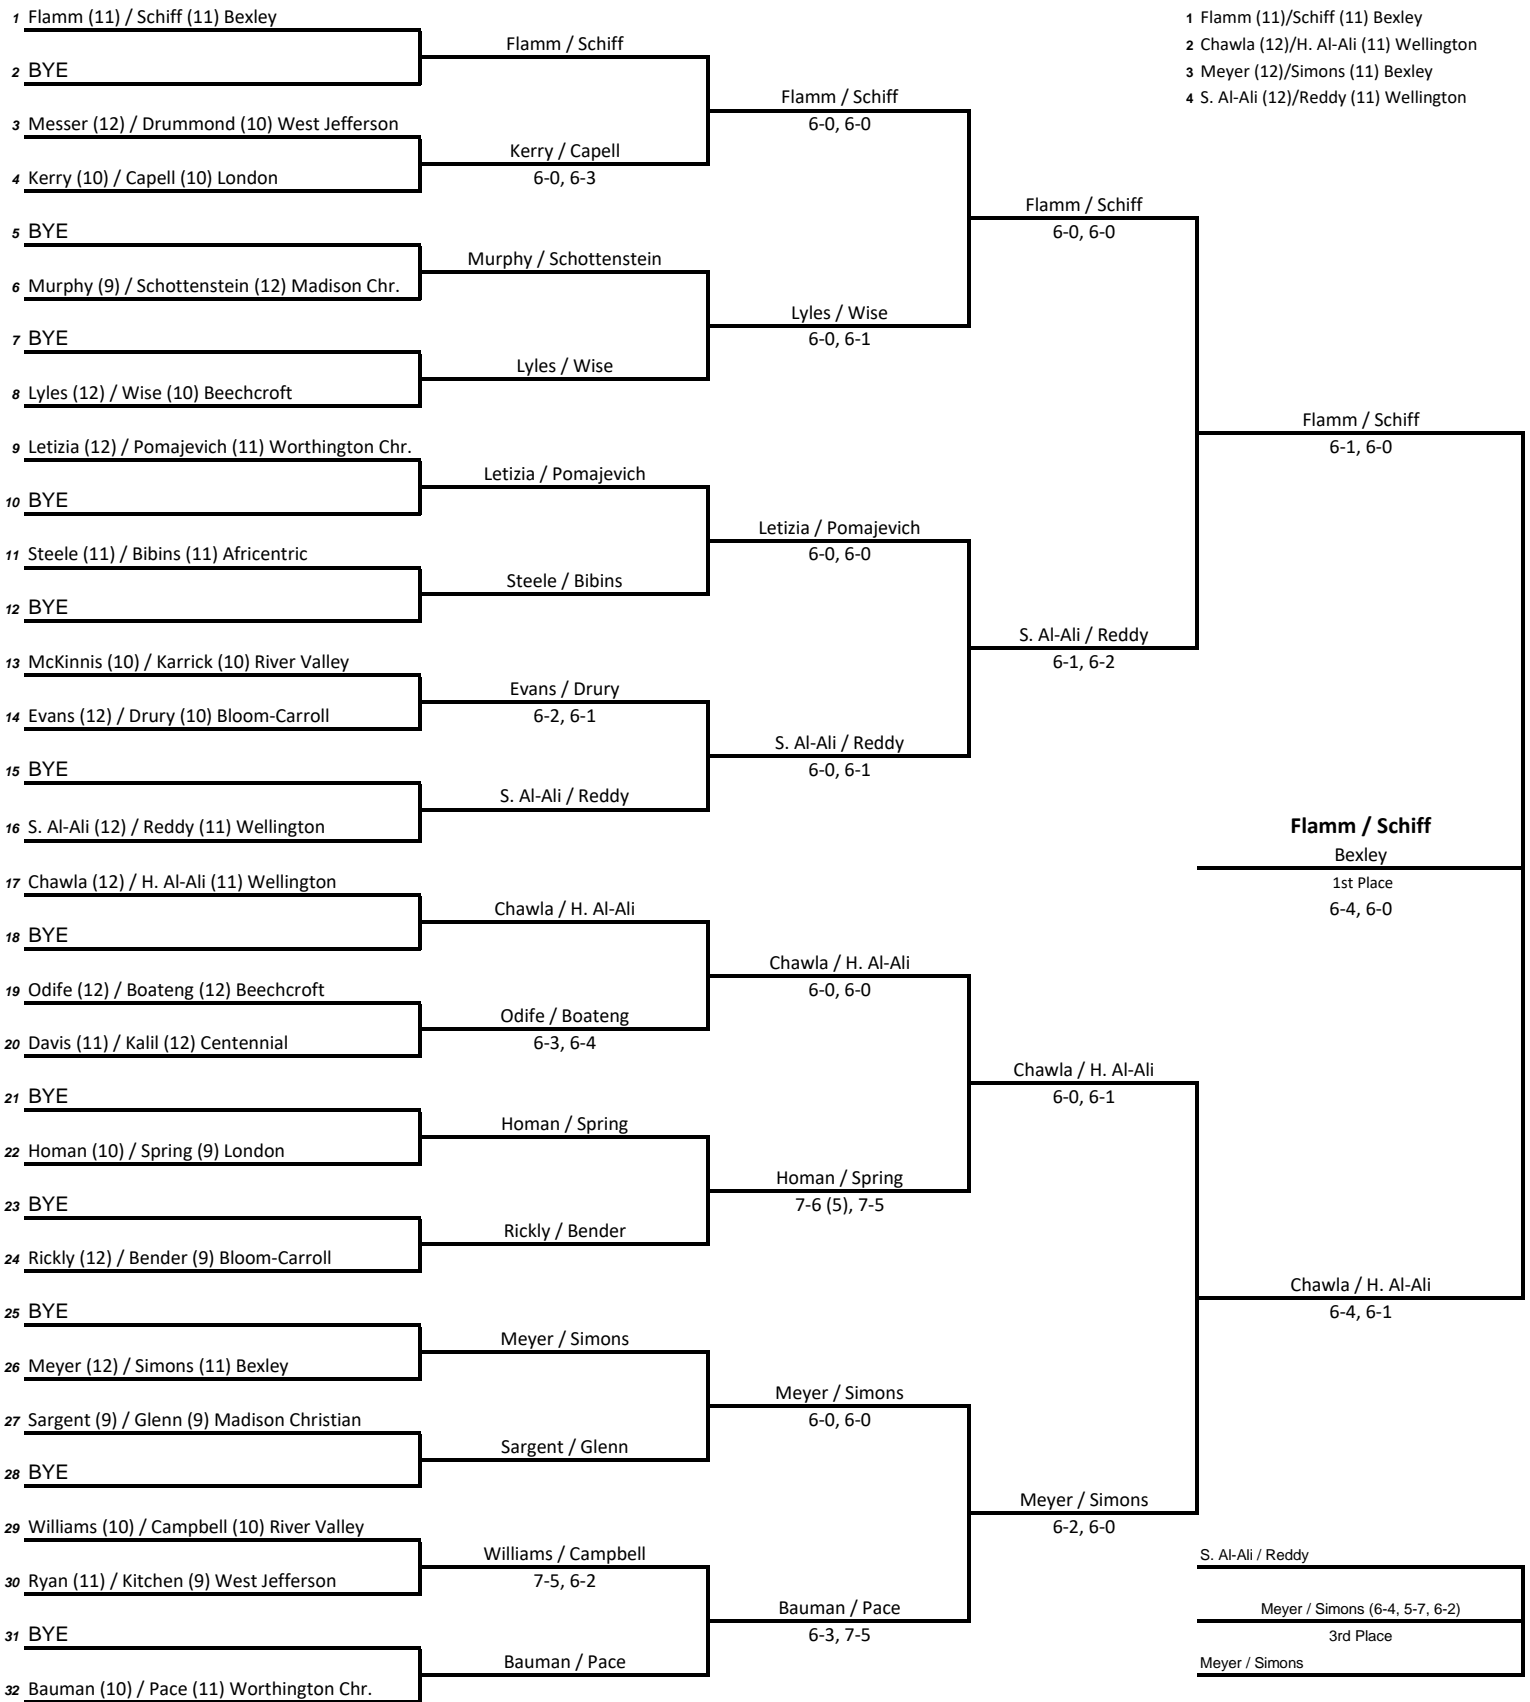 1 Flamm (11) / Schiff (11) Bexley
2 BYE
3 Messer (12) / Drummond (10) West Jefferson
4 Kerry (10) / Capell (10) London
5 BYE
6 Murphy (9) / Schottenstein (12) Madison Chr.
7 BYE
8 Lyles (12) / Wise (10) Beechcroft
9 Letizia (12) / Pomajevich (11) Worthington Chr.
10 BYE
11 Steele (11) / Bibins (11) Africentric
12 BYE
13 McKinnis (10) / Karrick (10) River Valley
14 Evans (12) / Drury (10) Bloom-Carroll
15 BYE
16 S. Al-Ali (12) / Reddy (11) Wellington
17 Chawla (12) / H. Al-Ali (11) Wellington
18 BYE
19 Odife (12) / Boateng (12) Beechcroft
20 Davis (11) / Kalil (12) Centennial
21 BYE
22 Homan (10) / Spring (9) London
23 BYE
24 Rickly (12) / Bender (9) Bloom-Carroll
25 BYE
26 Meyer (12) / Simons (11) Bexley
27 Sargent (9) / Glenn (9) Madison Christian
28 BYE
29 Williams (10) / Campbell (10) River Valley
30 Ryan (11) / Kitchen (9) West Jefferson
31 BYE
32 Bauman (10) / Pace (11) Worthington Chr.
Flamm / Schiff
Kerry / Capell
6-0, 6-3
Murphy / Schottenstein
Lyles / Wise
Letizia / Pomajevich
Steele / Bibins
Evans / Drury
6-2, 6-1
S. Al-Ali / Reddy
Chawla / H. Al-Ali
Odife / Boateng
6-3, 6-4
Homan / Spring
Rickly / Bender
Meyer / Simons
Sargent / Glenn
Williams / Campbell
7-5, 6-2
Bauman / Pace
Flamm / Schiff
6-0, 6-0
Lyles / Wise
6-0, 6-1
Letizia / Pomajevich
6-0, 6-0
S. Al-Ali / Reddy
6-0, 6-1
Chawla / H. Al-Ali
6-0, 6-0
Homan / Spring
7-6 (5), 7-5
Meyer / Simons
6-0, 6-0
Bauman / Pace
6-3, 7-5
Flamm / Schiff
6-0, 6-0
S. Al-Ali / Reddy
6-1, 6-2
Chawla / H. Al-Ali
6-0, 6-1
Meyer / Simons
6-2, 6-0
1 Flamm (11)/Schiff (11) Bexley
2 Chawla (12)/H. Al-Ali (11) Wellington
3 Meyer (12)/Simons (11) Bexley
4 S. Al-Ali (12)/Reddy (11) Wellington
Flamm / Schiff
6-1, 6-0
Flamm / Schiff
Bexley
1st Place
6-4, 6-0
Chawla / H. Al-Ali
6-4, 6-1
S. Al-Ali / Reddy
Meyer / Simons (6-4, 5-7, 6-2)
3rd Place
Meyer / Simons